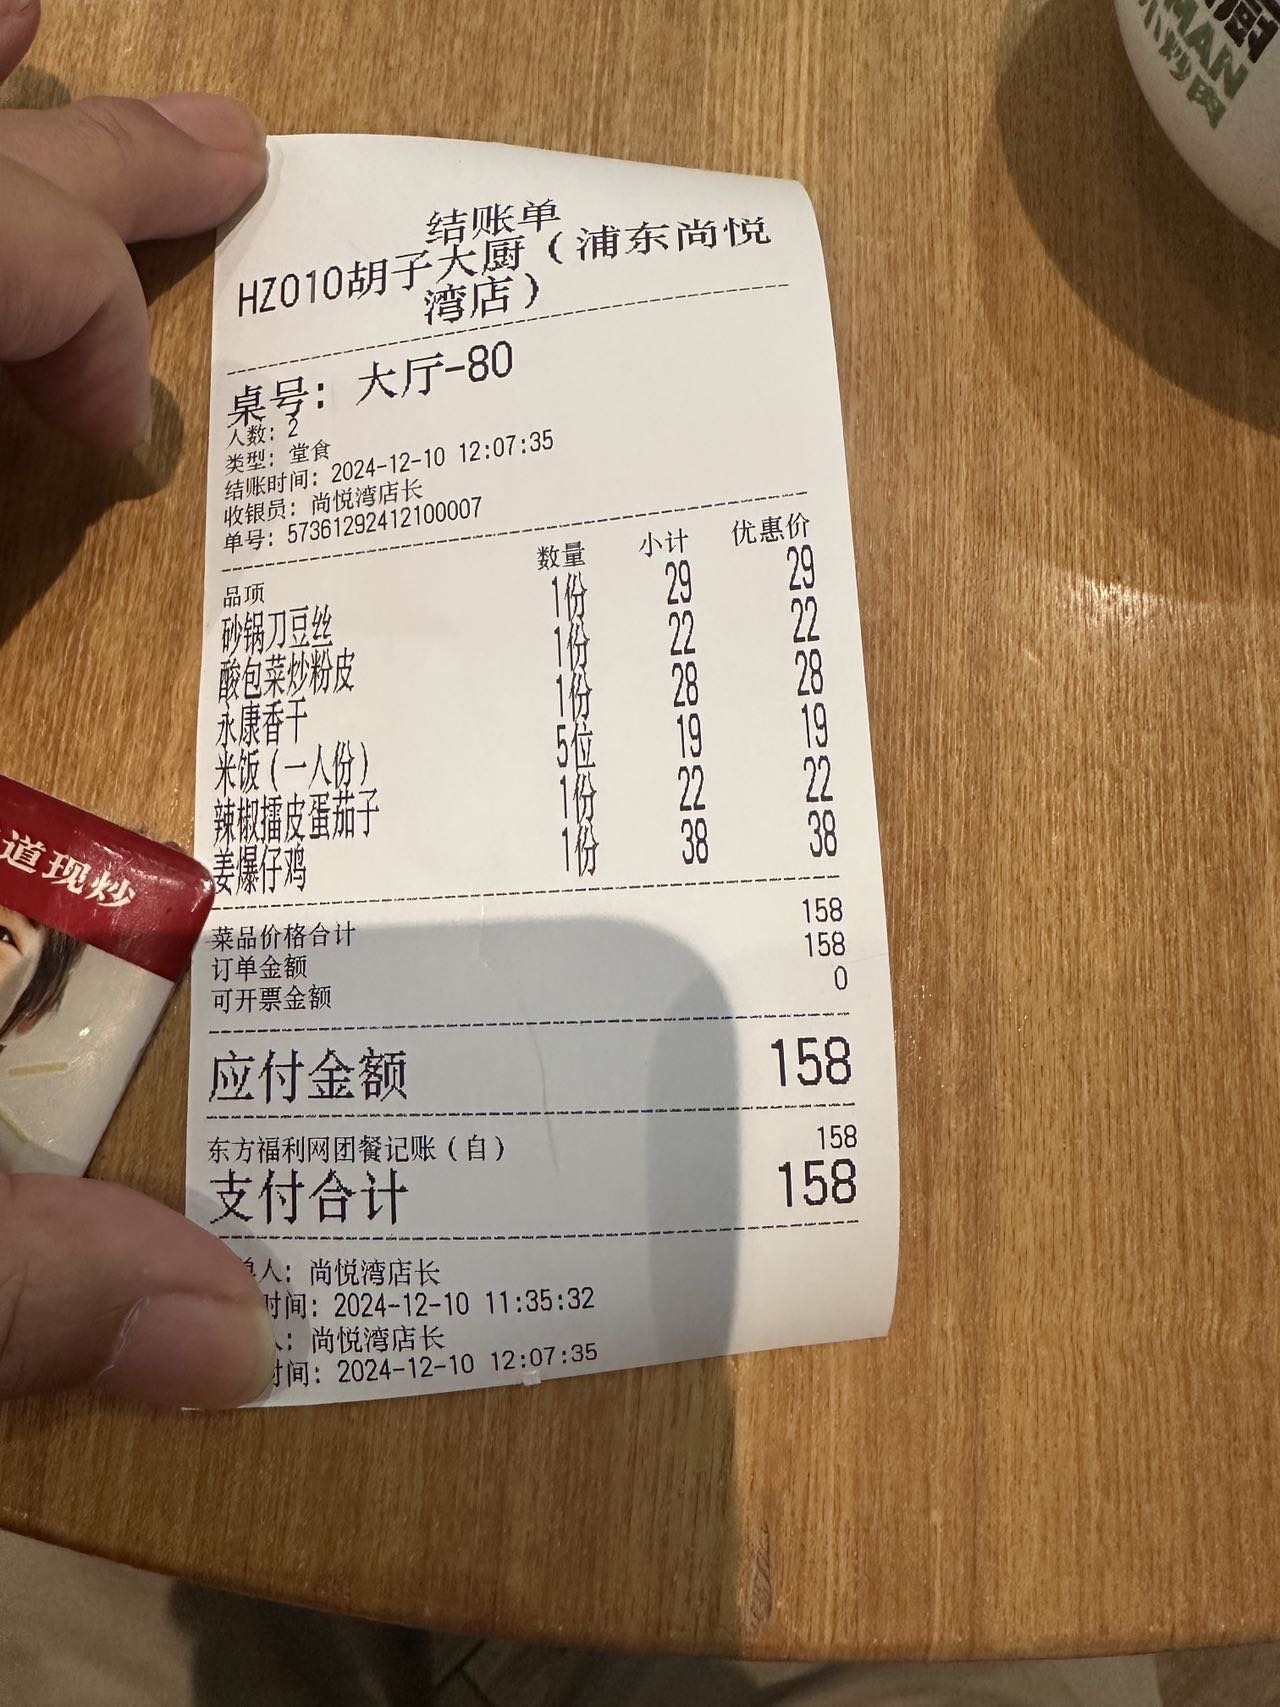 结账单
HZ010胡子大厨（浦东尚悦
湾店）
桌号：大厅-80
人数：2
类型：堂食
结账时间：2024-12-10 12:07:35
收银员：尚悦湾店长
单号：57361292412100007
品项 数量 小计 优惠价
砂锅刀豆丝 1份 29 29
酸包菜炒粉皮 1份 22 22
永康香干 1份 28 28
米饭（一人份） 5位 19 19
辣椒擂皮蛋茄子 1份 22 22
姜爆仔鸡 1份 38 38
菜品价格合计 158
订单金额 158
可开票金额 0
应付金额 158
东方福利网团餐记账（自） 158
支付合计 158
单人：尚悦湾店长
时间：2024-12-10 11:35:32
人：尚悦湾店长
时间：2024-12-10 12:07:35
道现炒
厨
MAN
小炒肉